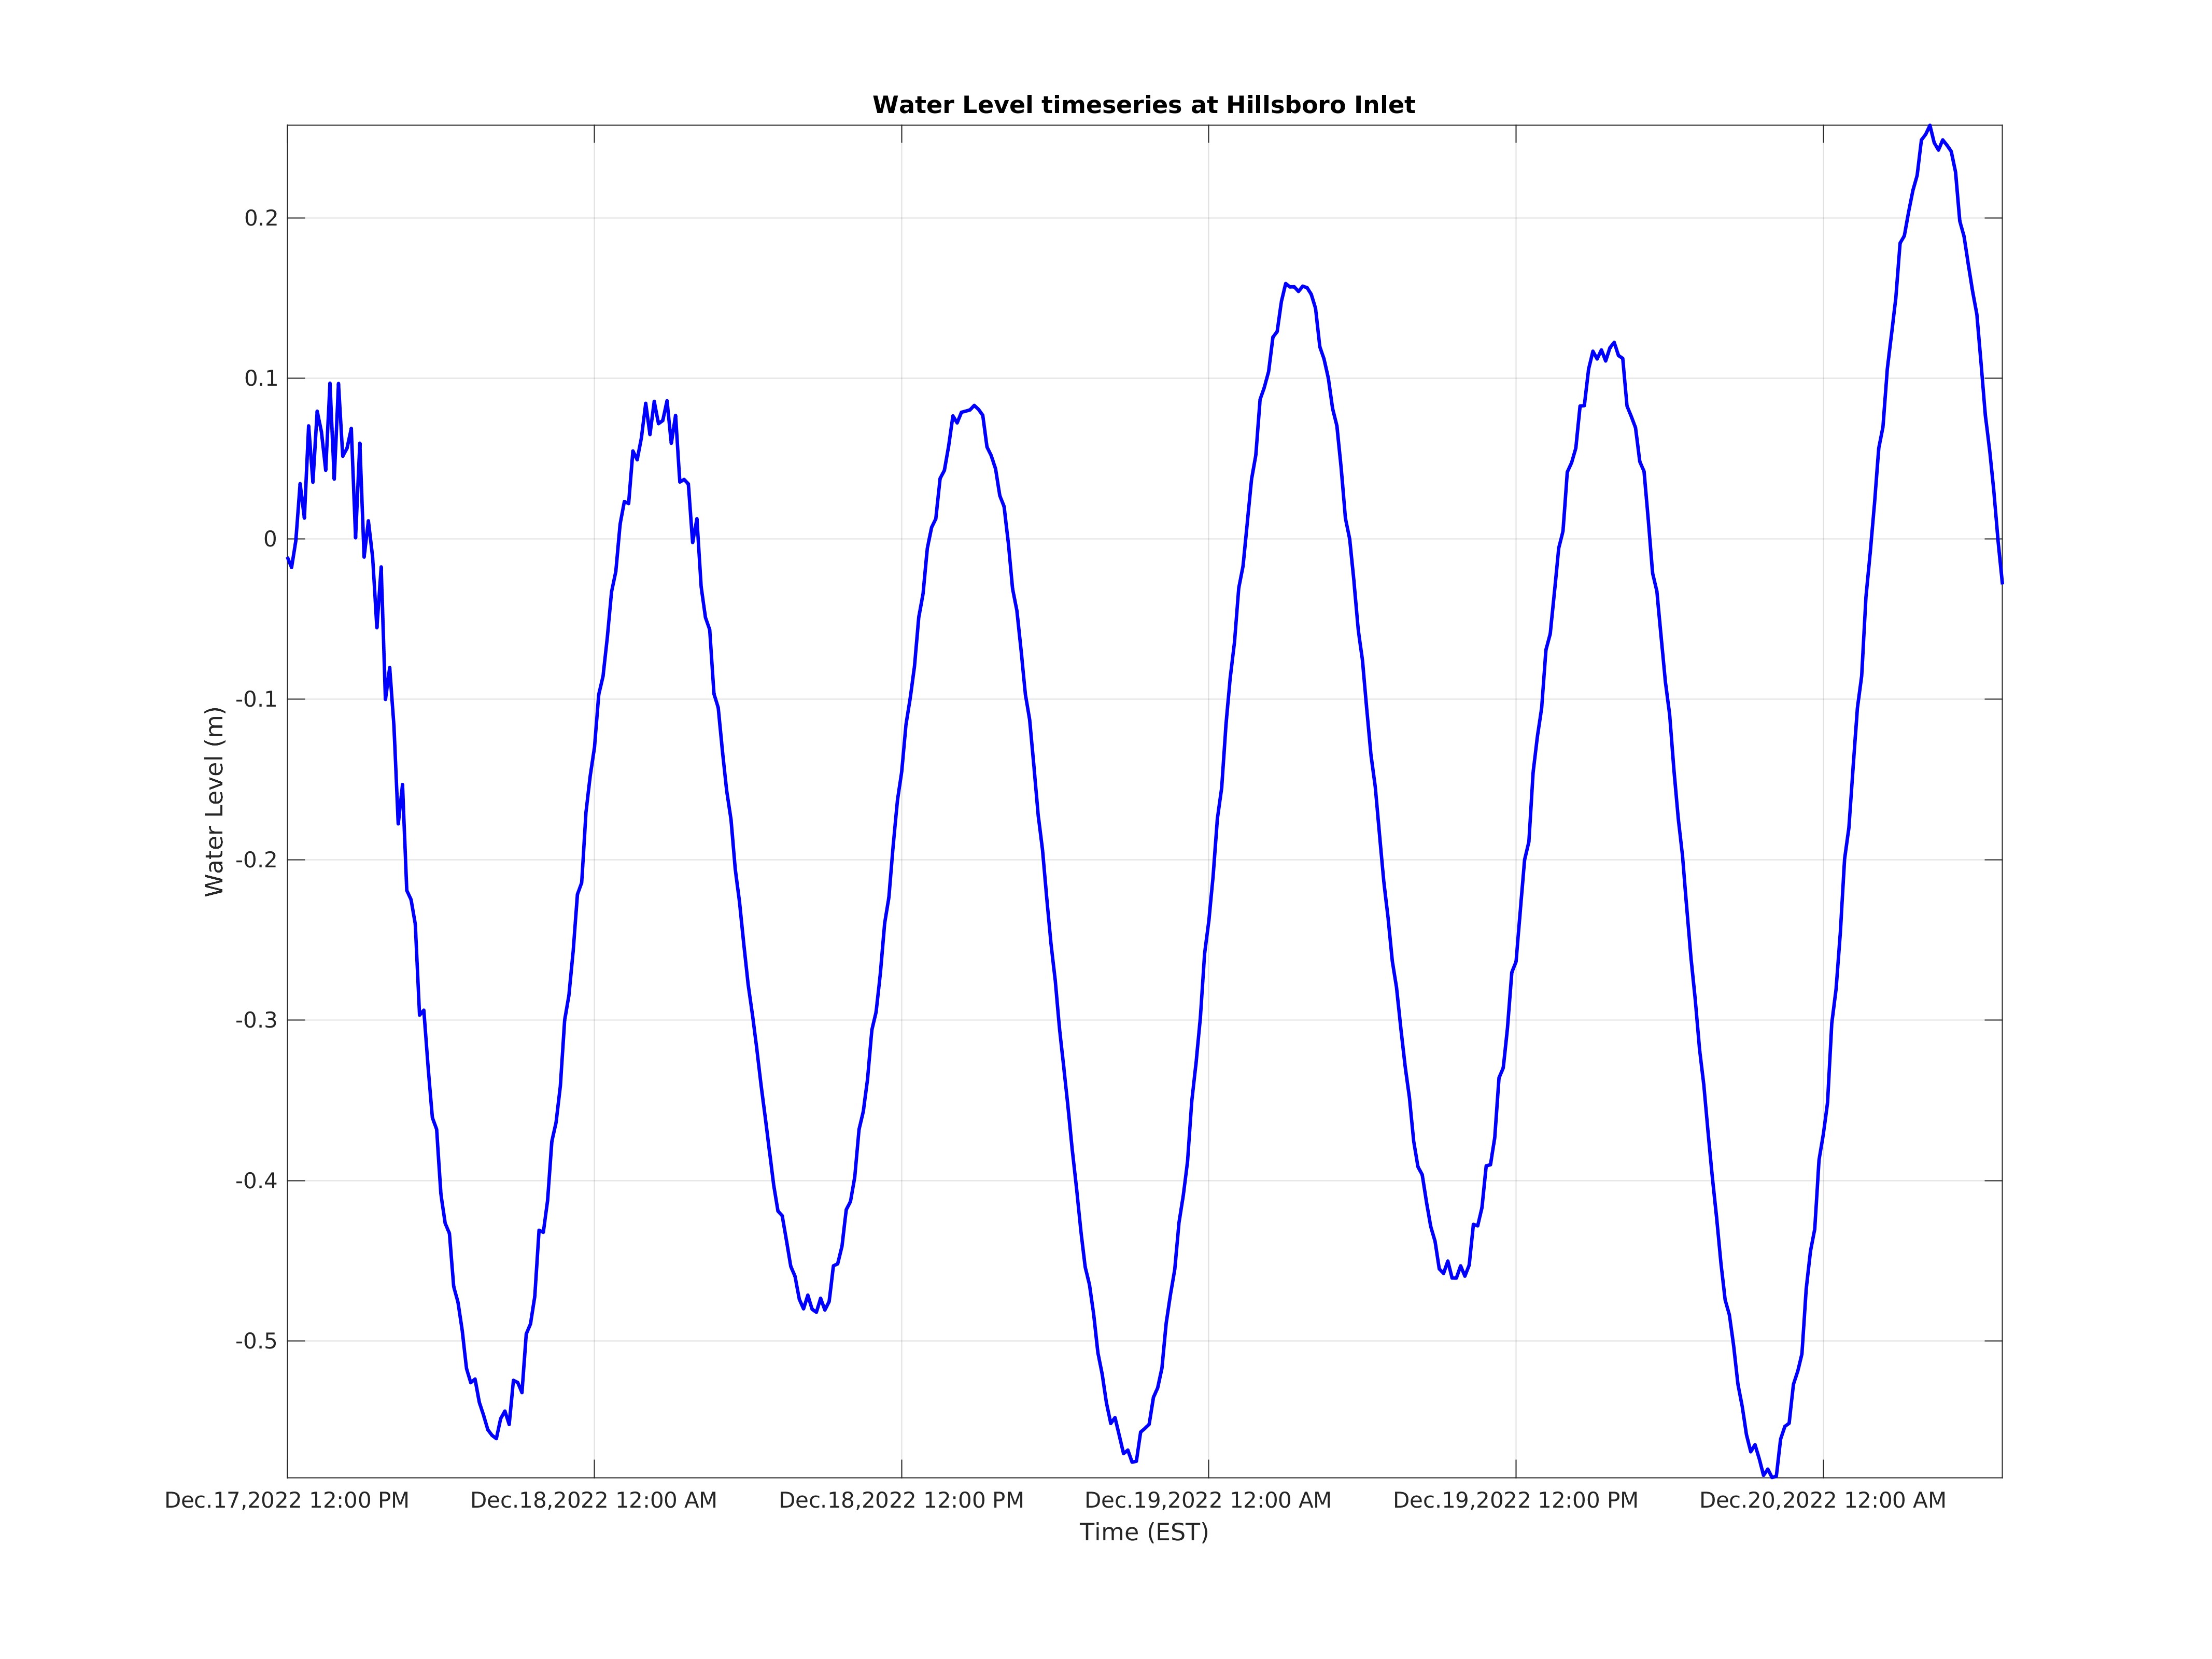 Water Level timeseries at Hillsboro Inlet
0.2
0.1
0
-0.1
-0.2
-0.3
-0.4
-0.5
Water Level (m)
Dec.17,2022 12:00 PM Dec.18,2022 12:00 AM Dec.18,2022 12:00 PM Dec.19,2022 12:00 AM Dec.19,2022 12:00 PM Dec.20,2022 12:00 AM
Time (EST)